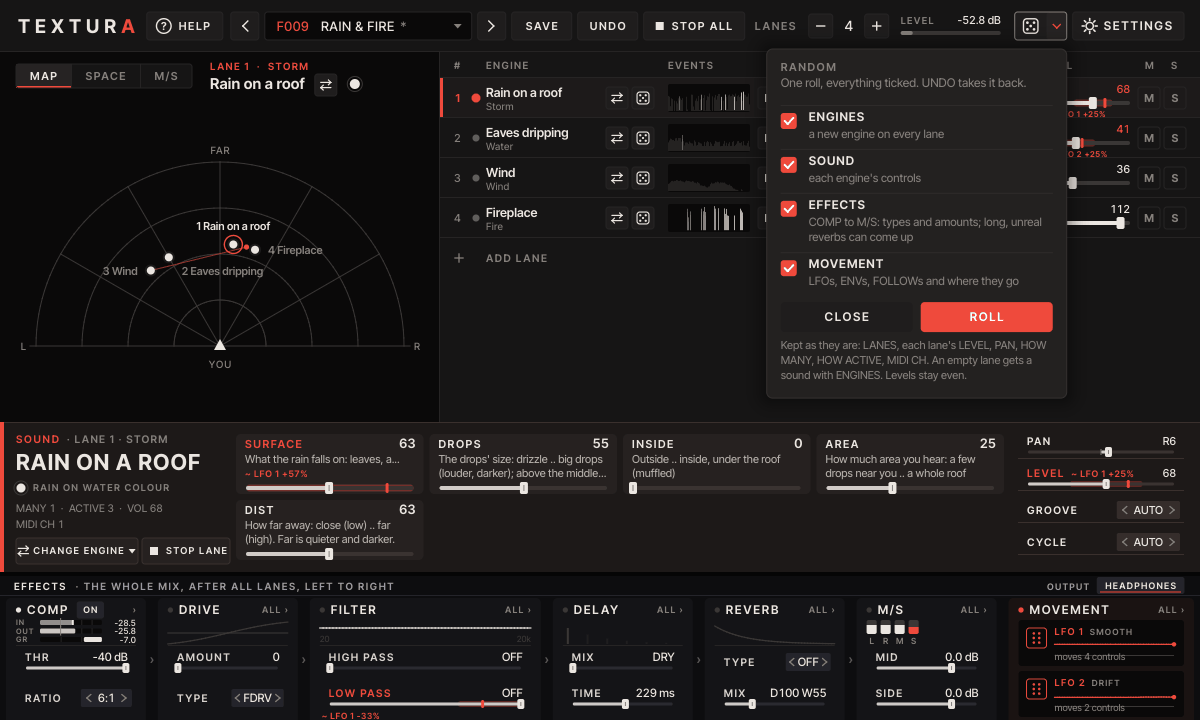 TEXTURA
HELP
F009 RAIN & FIRE *
SAVE
UNDO
STOP ALL
LANES
4
LEVEL -52.8 dB
SETTINGS
MAP
SPACE
M/S
LANE 1 · STORM
Rain on a roof
FAR
1 Rain on a roof
4 Fireplace
3 Wind
2 Eaves dripping
L
R
YOU
# ENGINE EVENTS L M S
1 Rain on a roof 68 M S
Storm
O 1 +25%
2 Eaves dripping 41 M S
Water
O 2 +25%
3 Wind 36 M S
Wind
4 Fireplace 112 M S
Fire
+ ADD LANE
RANDOM
One roll, everything ticked. UNDO takes it back.
ENGINES
a new engine on every lane
SOUND
each engine's controls
EFFECTS
COMP to M/S: types and amounts; long, unreal
reverbs can come up
MOVEMENT
LFOs, ENVs, FOLLOWs and where they go
CLOSE
ROLL
Kept as they are: LANES, each lane's LEVEL, PAN, HOW
MANY, HOW ACTIVE, MIDI CH. An empty lane gets a
sound with ENGINES. Levels stay even.
SOUND · LANE 1 · STORM
RAIN ON A ROOF
RAIN ON WATER COLOUR
MANY 1 · ACTIVE 3 · VOL 68
MIDI CH 1
CHANGE ENGINE
STOP LANE
SURFACE 63
What the rain falls on: leaves, a...
~ LFO 1 +57%
DROPS 55
The drops' size: drizzle .. big drops
(louder, darker); above the middle...
INSIDE 0
Outside .. inside, under the roof
(muffled)
AREA 25
How much area you hear: a few
drops near you .. a whole roof
DIST 63
How far away: close (low) .. far
(high). Far is quieter and darker.
PAN R6
LEVEL ~ LFO 1 +25% 68
GROOVE < AUTO >
CYCLE < AUTO >
EFFECTS · THE WHOLE MIX, AFTER ALL LANES, LEFT TO RIGHT
OUTPUT HEADPHONES
COMP ON ›
IN -28.5
OUT -25.8
GR -7.0
THR -40 dB
RATIO < 6:1 >
DRIVE ALL ›
AMOUNT 0
TYPE < FDRV >
FILTER ALL ›
20 20k
HIGH PASS OFF
LOW PASS OFF
~ LFO 1 -33%
DELAY ALL ›
MIX DRY
TIME 229 ms
REVERB ALL ›
TYPE < OFF >
MIX D100 W55
M/S ALL ›
L R M S
MID 0.0 dB
SIDE 0.0 dB
MOVEMENT ALL ›
LFO 1 SMOOTH
moves 4 controls
LFO 2 DRIFT
moves 2 controls